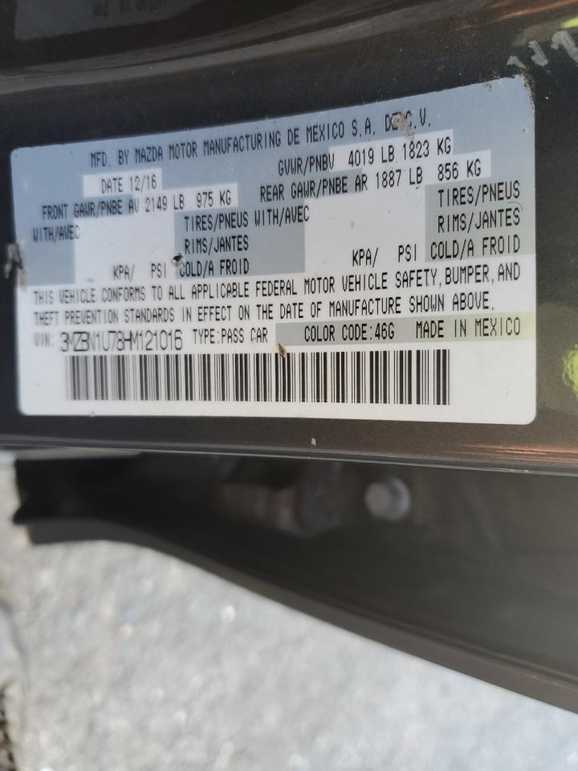 MFD. BY MAZDA MOTOR MANUFACTURING DE MEXICO S.A. DE C.V.
DATE 12/16 GVWR/PNBV 4019 LB 1823 KG
FRONT GAWR/PNBE AV 2149 LB 975 KG REAR GAWR/PNBE AR 1887 LB 856 KG
WITH/AVEC TIRES/PNEUS WITH/AVEC TIRES/PNEUS
RIMS/JANTES RIMS/JANTES
KPA/ PSI COLD/A FROID KPA/ PSI COLD/A FROID
THIS VEHICLE CONFORMS TO ALL APPLICABLE FEDERAL MOTOR VEHICLE SAFETY, BUMPER, AND
THEFT PREVENTION STANDARDS IN EFFECT ON THE DATE OF MANUFACTURE SHOWN ABOVE.
VIN: 3MZBN1U78HM121016 TYPE:PASS CAR COLOR CODE:46G MADE IN MEXICO